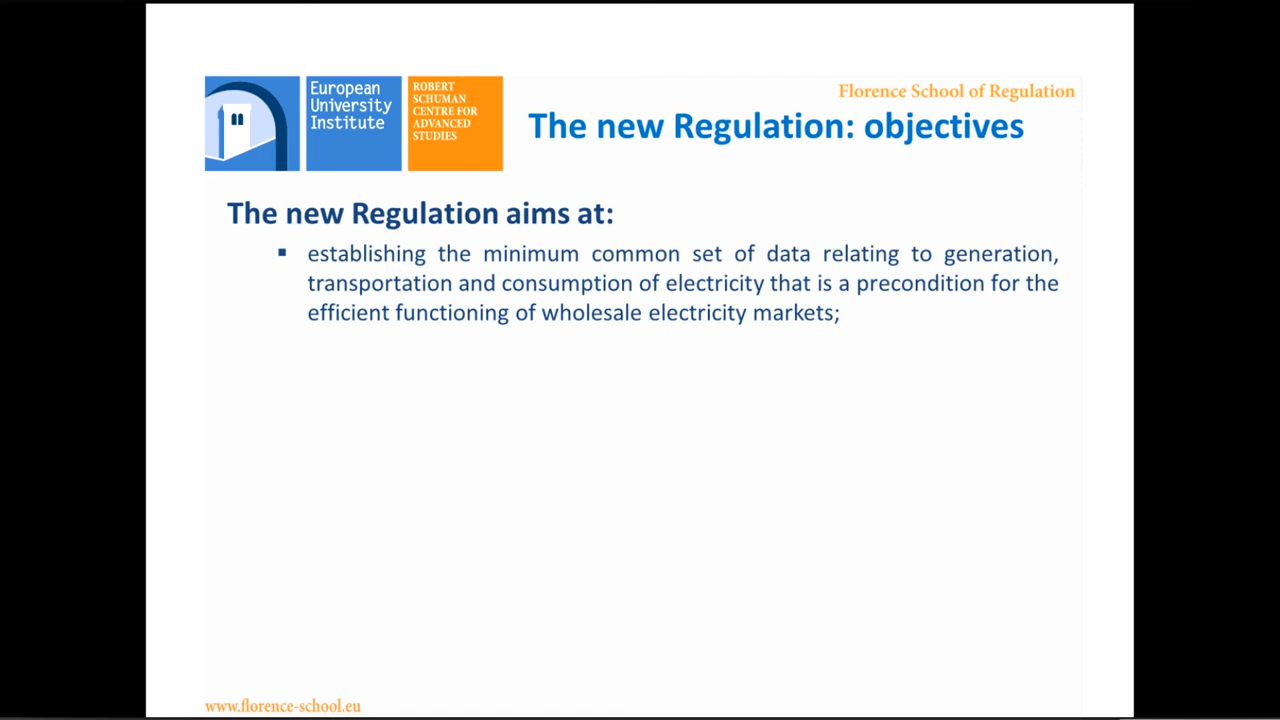 European
University
Institute
ROBERT
SCHUMAN
CENTRE FOR
ADVANCED
STUDIES
Florence School of Regulation
The new Regulation: objectives
The new Regulation aims at:
▪ establishing the minimum common set of data relating to generation,
transportation and consumption of electricity that is a precondition for the
efficient functioning of wholesale electricity markets;
www.florence-school.eu